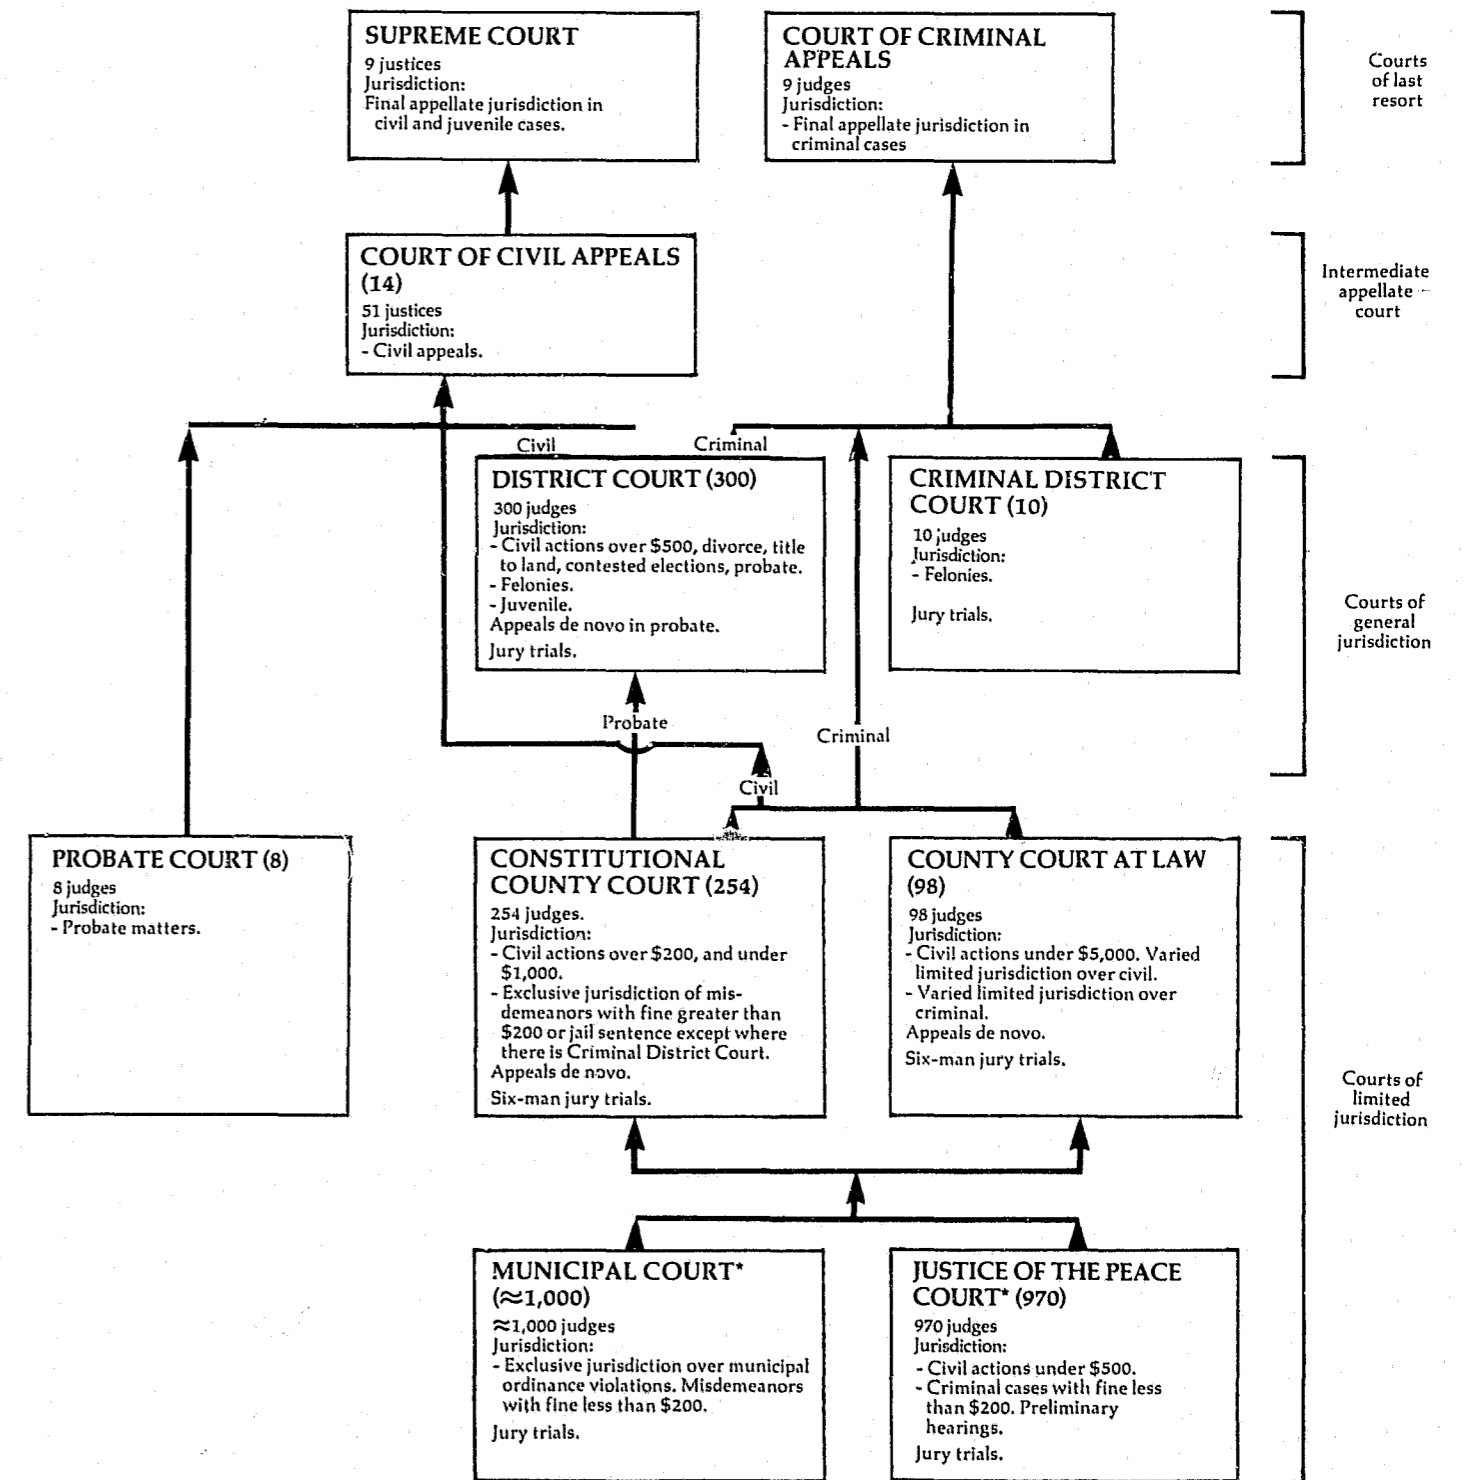 SUPREME COURT
9 justices
Jurisdiction:
Final appellate jurisdiction in
civil and juvenile cases.
COURT OF CRIMINAL
APPEALS
9 judges
Jurisdiction:
- Final appellate jurisdiction in
criminal cases
Courts
of last
resort
COURT OF CIVIL APPEALS
(14)
51 justices
Jurisdiction:
- Civil appeals.
Intermediate
appellate
court
Civil
Criminal
DISTRICT COURT (300)
300 judges
Jurisdiction:
- Civil actions over $500, divorce, title
to land, contested elections, probate.
- Felonies.
- Juvenile.
Appeals de novo in probate.
Jury trials.
CRIMINAL DISTRICT
COURT (10)
10 judges
Jurisdiction:
- Felonies.
Jury trials.
Courts of
general
jurisdiction
Probate
Criminal
Civil
PROBATE COURT (8)
8 judges
Jurisdiction:
- Probate matters.
CONSTITUTIONAL
COUNTY COURT (254)
254 judges.
Jurisdiction:
- Civil actions over $200, and under
$1,000.
- Exclusive jurisdiction of mis-
demeanors with fine greater than
$200 or jail sentence except where
there is Criminal District Court.
Appeals de novo.
Six-man jury trials.
COUNTY COURT AT LAW
(98)
98 judges
Jurisdiction:
- Civil actions under $5,000. Varied
limited jurisdiction over civil.
- Varied limited jurisdiction over
criminal.
Appeals de novo.
Six-man jury trials.
Courts of
limited
jurisdiction
MUNICIPAL COURT*
(≈1,000)
≈1,000 judges
Jurisdiction:
- Exclusive jurisdiction over municipal
ordinance violations. Misdemeanors
with fine less than $200.
Jury trials.
JUSTICE OF THE PEACE
COURT* (970)
970 judges
Jurisdiction:
- Civil actions under $500.
- Criminal cases with fine less
than $200. Preliminary
hearings.
Jury trials.